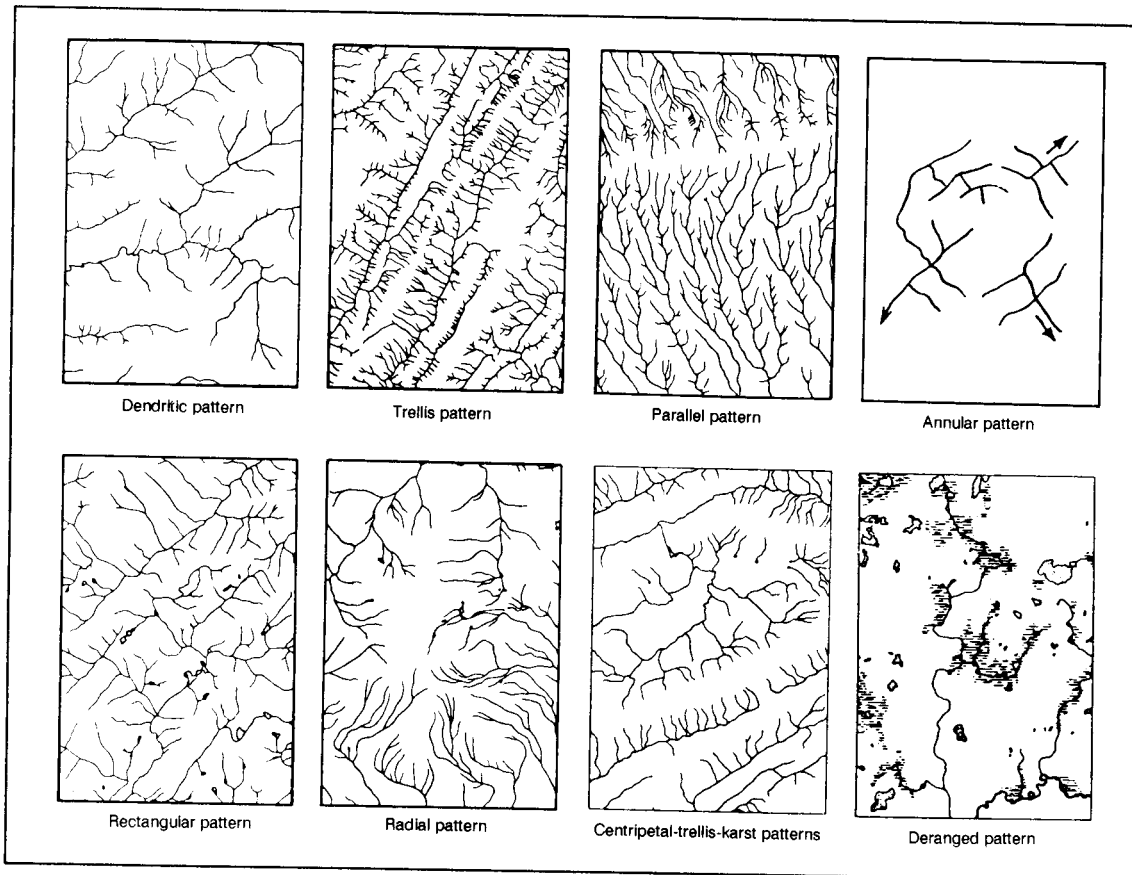 Dendritic pattern
Trellis pattern
Parallel pattern
Annular pattern
Rectangular pattern
Radial pattern
Centripetal-trellis-karst patterns
Deranged pattern